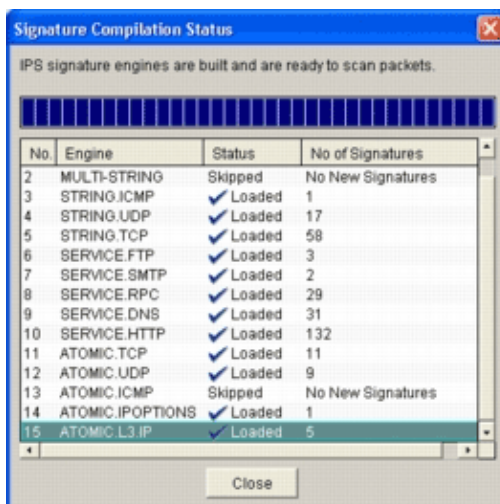 Signature Compilation Status
IPS signature engines are built and are ready to scan packets.
No. Engine Status No of Signatures
2 MULTI-STRING Skipped No New Signatures
3 STRING.ICMP Loaded 1
4 STRING.UDP Loaded 17
5 STRING.TCP Loaded 58
6 SERVICE.FTP Loaded 3
7 SERVICE.SMTP Loaded 2
8 SERVICE.RPC Loaded 29
9 SERVICE.DNS Loaded 31
10 SERVICE.HTTP Loaded 132
11 ATOMIC.TCP Loaded 11
12 ATOMIC.UDP Loaded 9
13 ATOMIC.ICMP Skipped No New Signatures
14 ATOMIC.IPOPTIONS Loaded 1
15 ATOMIC.L3.IP Loaded 5
Close